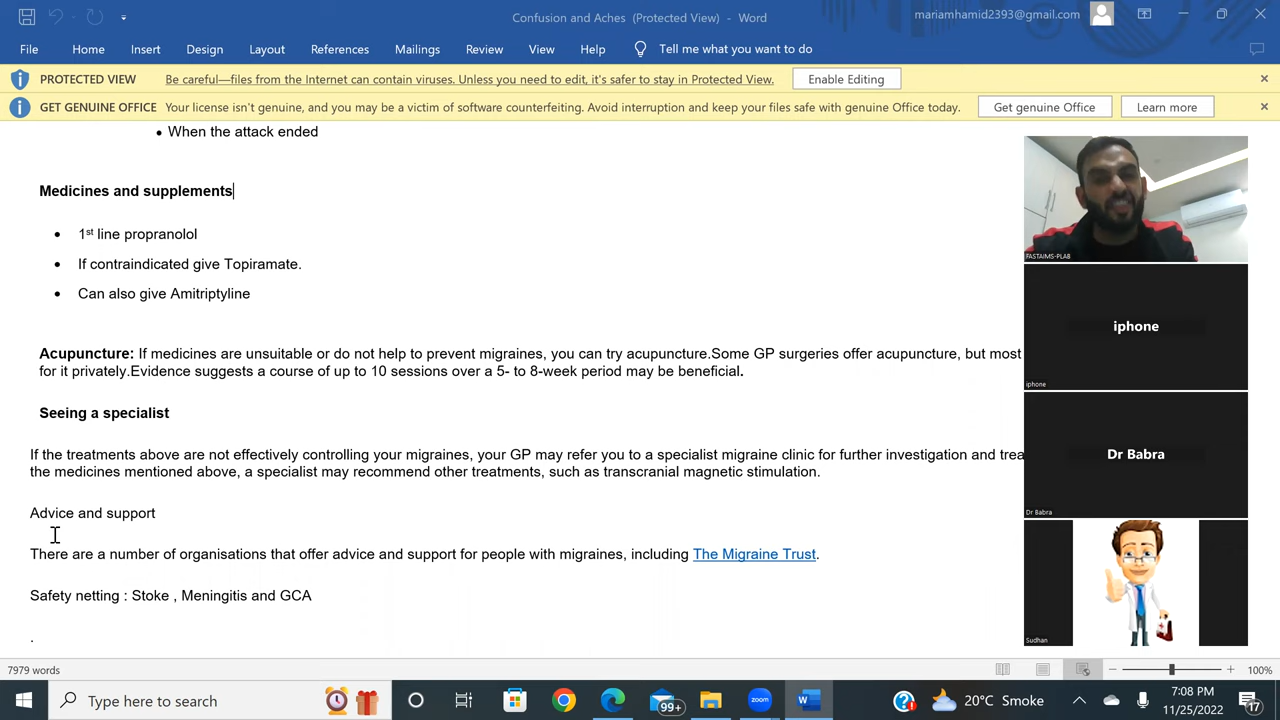 Confusion and Aches (Protected View) - Word
mariamhamid2393@gmail.com
File Home Insert Design Layout References Mailings Review View Help Tell me what you want to do
PROTECTED VIEW Be careful—files from the Internet can contain viruses. Unless you need to edit, it's safer to stay in Protected View. Enable Editing
GET GENUINE OFFICE Your license isn't genuine, and you may be a victim of software counterfeiting. Avoid interruption and keep your files safe with genuine Office today. Get genuine Office Learn more
• When the attack ended
Medicines and supplements
• 1st line propranolol
• If contraindicated give Topiramate.
• Can also give Amitriptyline
Acupuncture: If medicines are unsuitable or do not help to prevent migraines, you can try acupuncture.Some GP surgeries offer acupuncture, but most
for it privately.Evidence suggests a course of up to 10 sessions over a 5- to 8-week period may be beneficial.
Seeing a specialist
If the treatments above are not effectively controlling your migraines, your GP may refer you to a specialist migraine clinic for further investigation and trea
the medicines mentioned above, a specialist may recommend other treatments, such as transcranial magnetic stimulation.
Advice and support
There are a number of organisations that offer advice and support for people with migraines, including The Migraine Trust.
Safety netting : Stoke , Meningitis and GCA
.
FASTAIMS-PLAB
iphone
iphone
Dr Babra
Dr Babra
Sudhan
7979 words
100%
Type here to search
99+
zoom
20°C Smoke
7:08 PM
11/25/2022
17